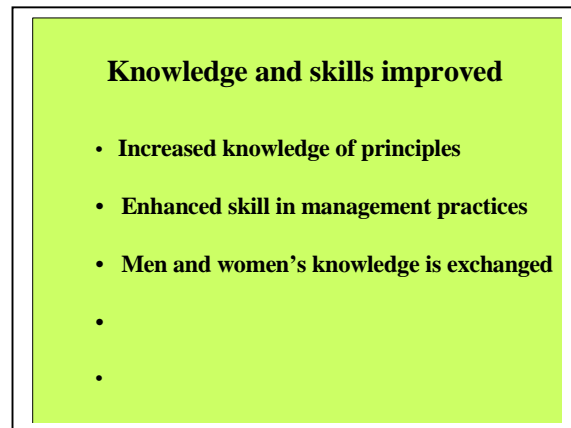 Knowledge and skills improved
• Increased knowledge of principles
• Enhanced skill in management practices
• Men and women’s knowledge is exchanged
•
•